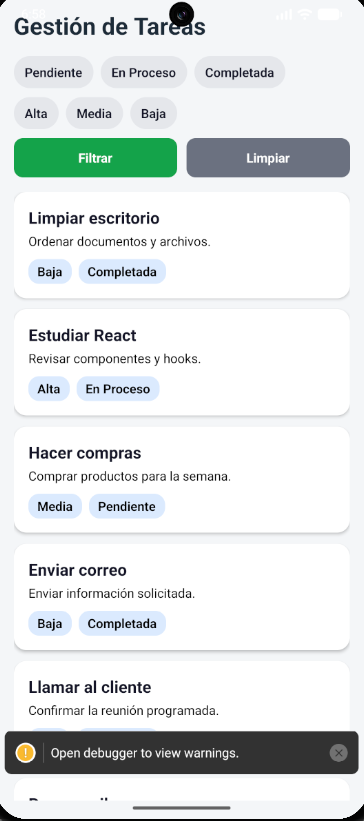 Gestión de Tareas
Pendiente En Proceso Completada
Alta Media Baja
Filtrar Limpiar
Limpiar escritorio
Ordenar documentos y archivos.
Baja Completada
Estudiar React
Revisar componentes y hooks.
Alta En Proceso
Hacer compras
Comprar productos para la semana.
Media Pendiente
Enviar correo
Enviar información solicitada.
Baja Completada
Llamar al cliente
Confirmar la reunión programada.
! Open debugger to view warnings.